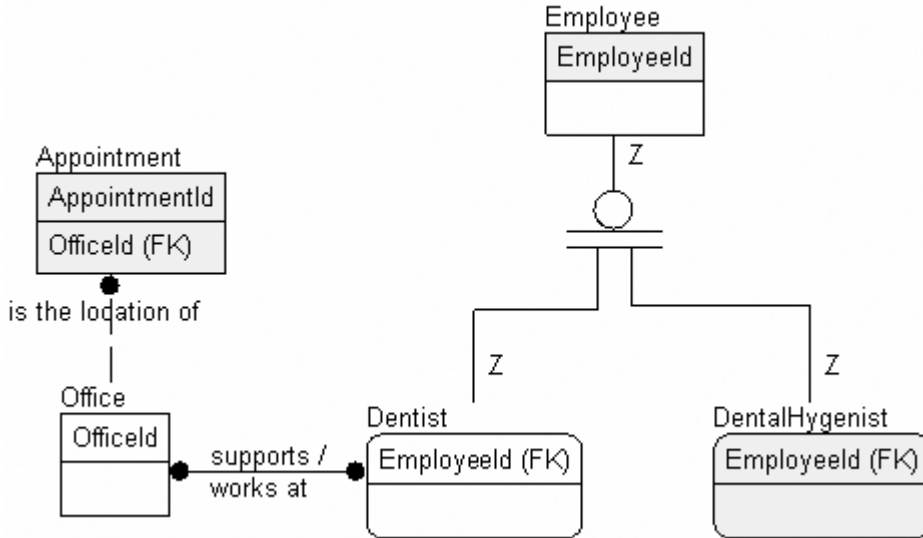 Employee
EmployeeId
Z
Appointment
AppointmentId
OfficeId (FK)
is the location of
Z
Z
Office
OfficeId
supports /
works at
Dentist
EmployeeId (FK)
DentalHygenist
EmployeeId (FK)